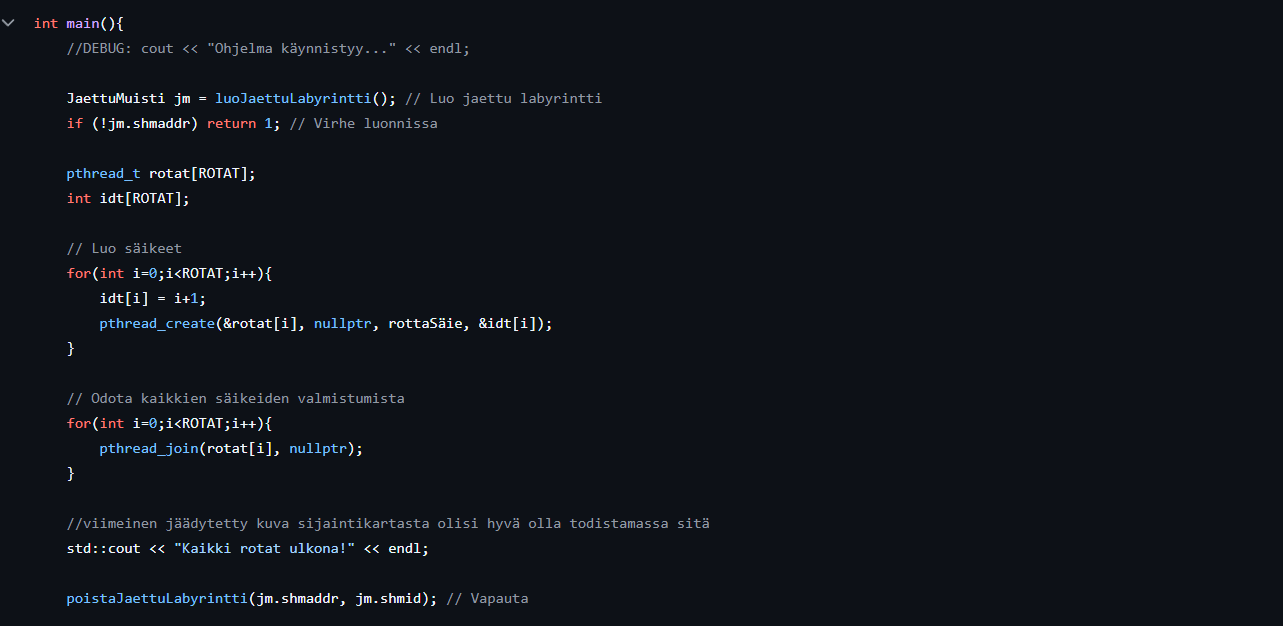 int main(){
//DEBUG: cout << "Ohjelma käynnistyy..." << endl;
JaettuMuisti jm = luoJaettuLabyrintti(); // Luo jaettu labyrintti
if (!jm.shmaddr) return 1; // Virhe luonnissa
pthread_t rotat[ROTAT];
int idt[ROTAT];
// Luo säikeet
for(int i=0;i<ROTAT;i++){
idt[i] = i+1;
pthread_create(&rotat[i], nullptr, rottaSäie, &idt[i]);
}
// Odota kaikkien säikeiden valmistumista
for(int i=0;i<ROTAT;i++){
pthread_join(rotat[i], nullptr);
}
//viimeinen jäädytetty kuva sijaintikartasta olisi hyvä olla todistamassa sitä
std::cout << "Kaikki rotat ulkona!" << endl;
poistaJaettuLabyrintti(jm.shmaddr, jm.shmid); // Vapauta